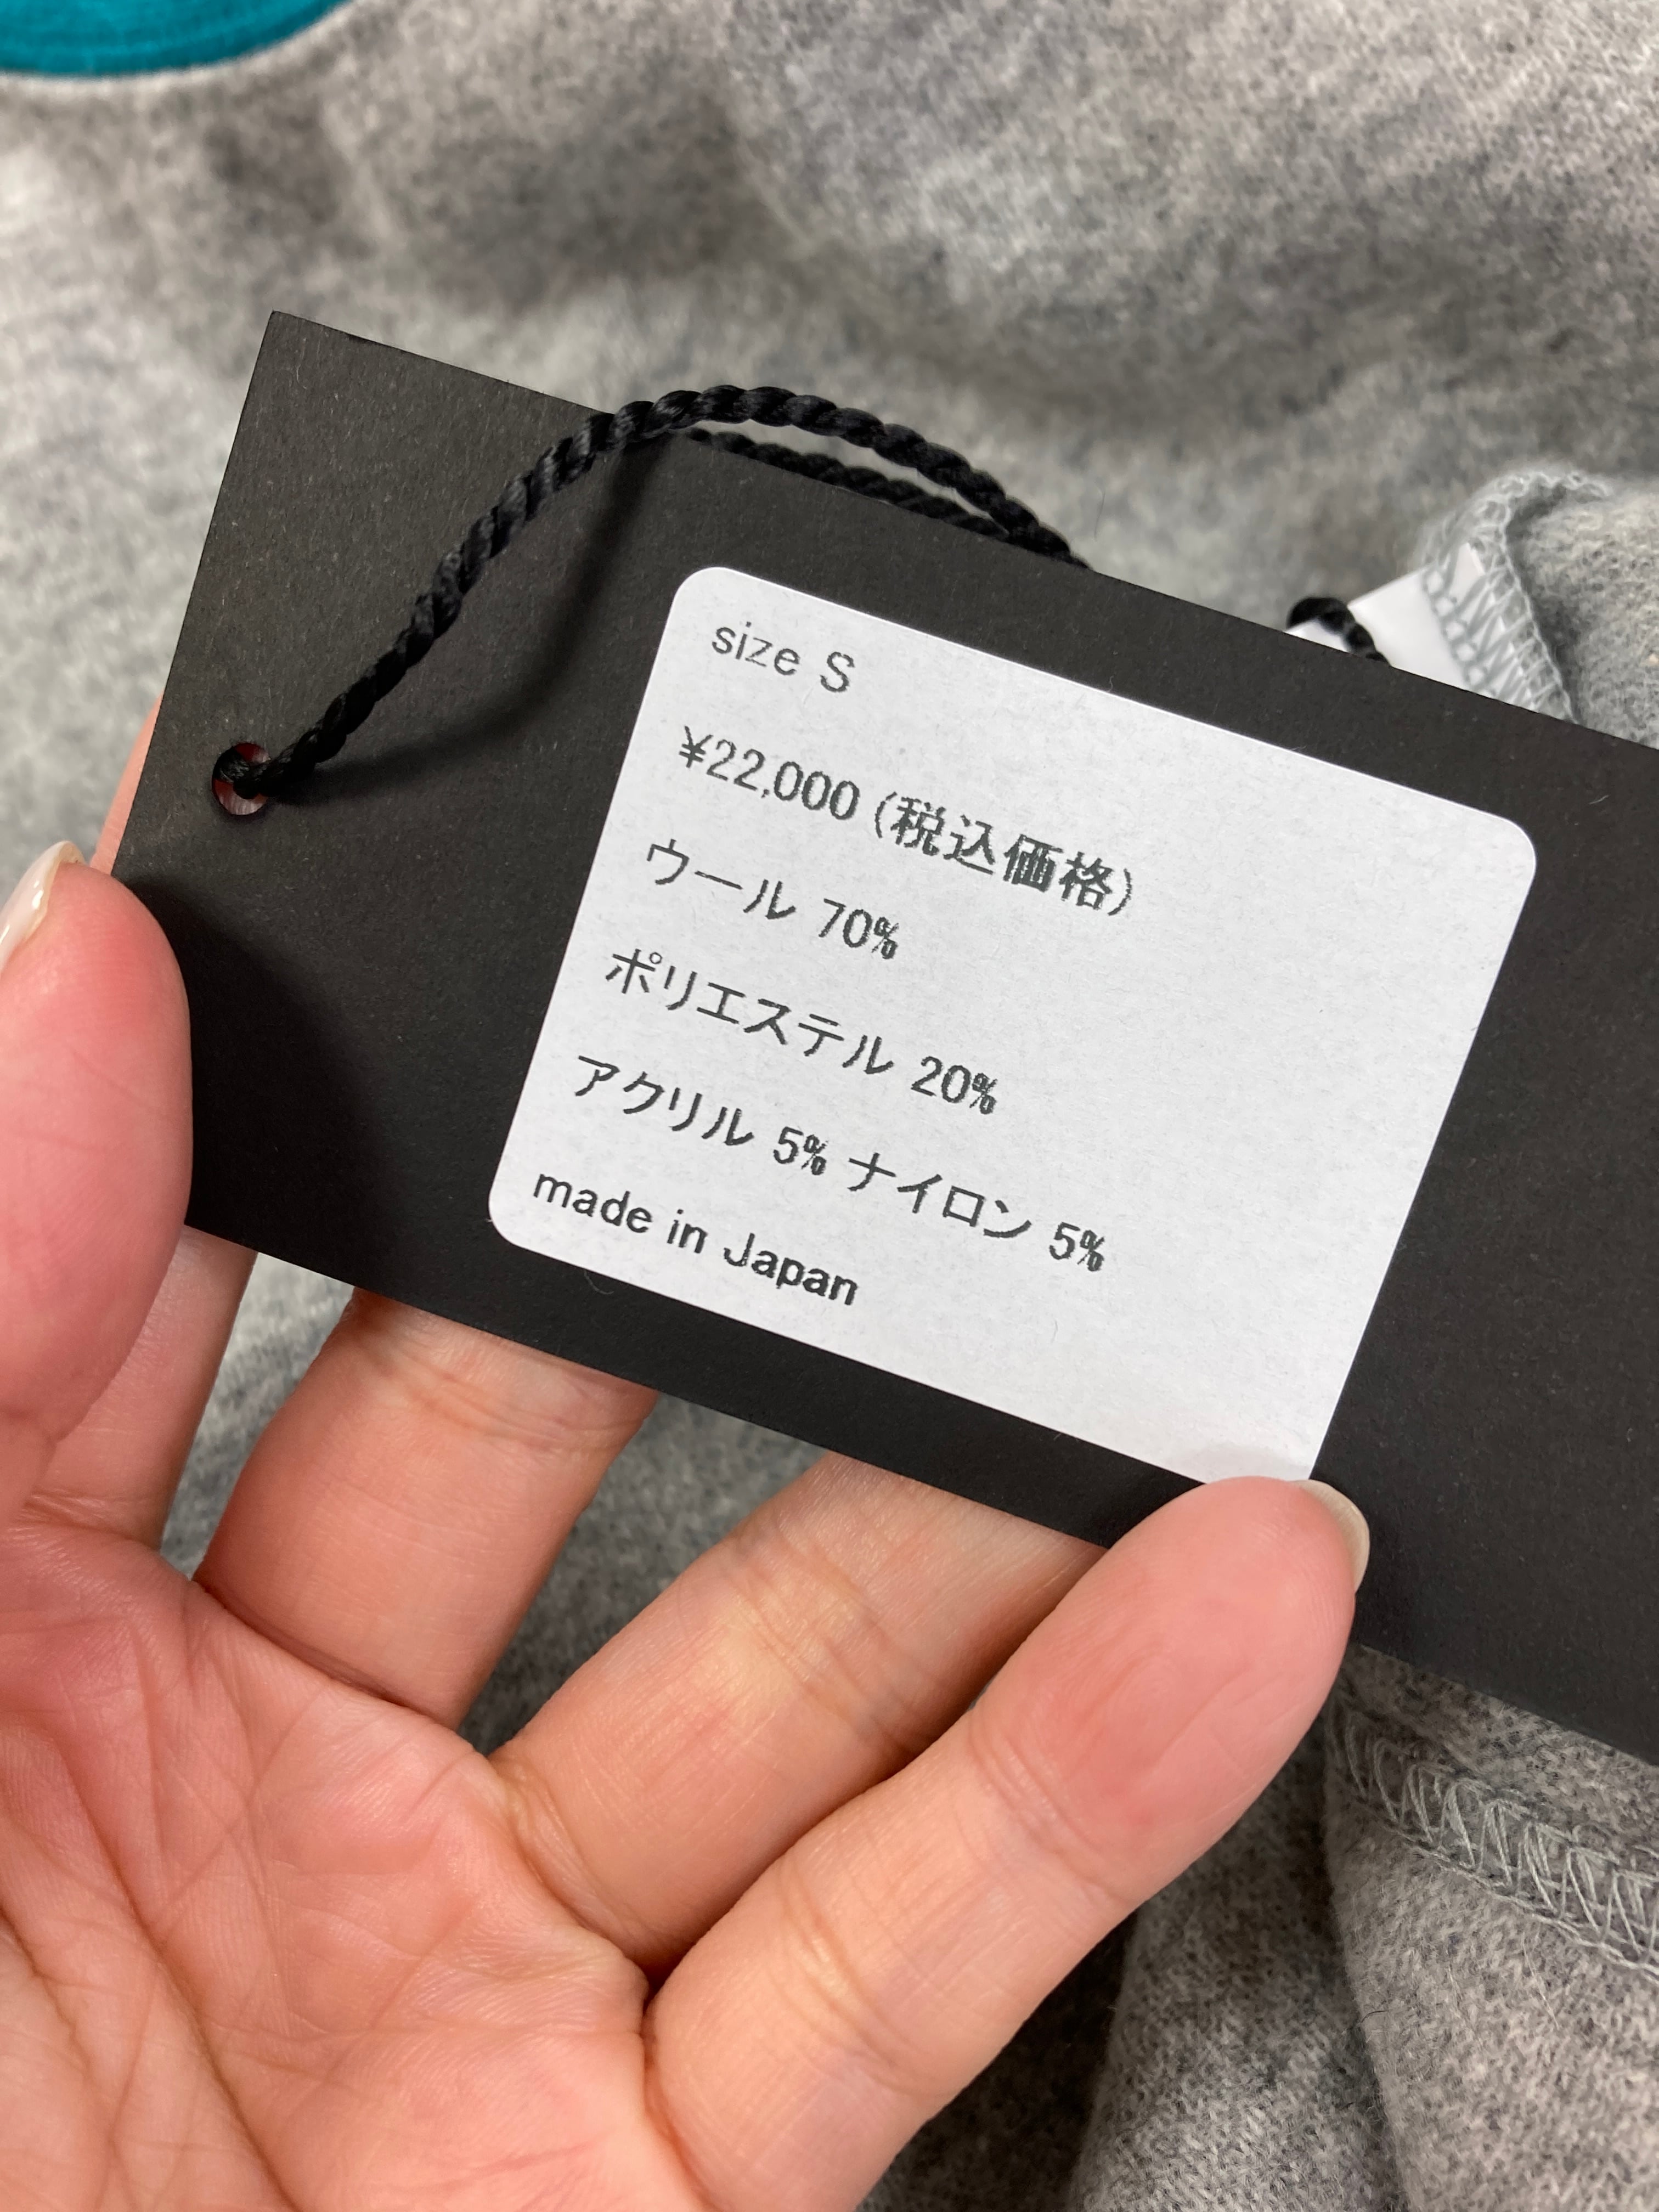 size S
¥22,000 (税込価格)
ウール 70%
ポリエステル 20%
アクリル 5% ナイロン 5%
made in Japan